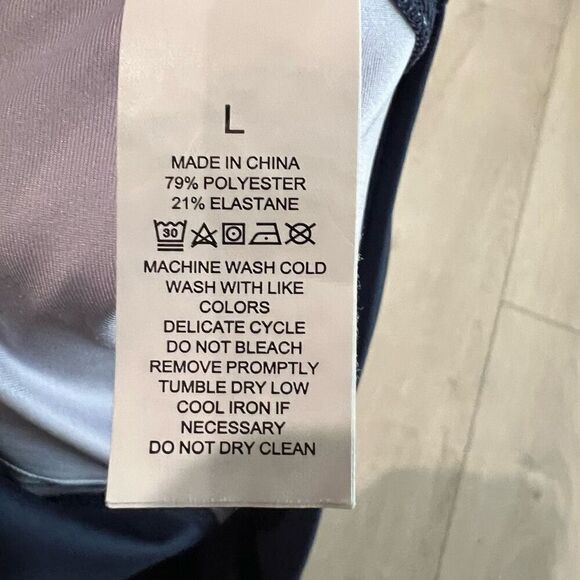 L
MADE IN CHINA
79% POLYESTER
21% ELASTANE
30
MACHINE WASH COLD
WASH WITH LIKE
COLORS
DELICATE CYCLE
DO NOT BLEACH
REMOVE PROMPTLY
TUMBLE DRY LOW
COOL IRON IF
NECESSARY
DO NOT DRY CLEAN